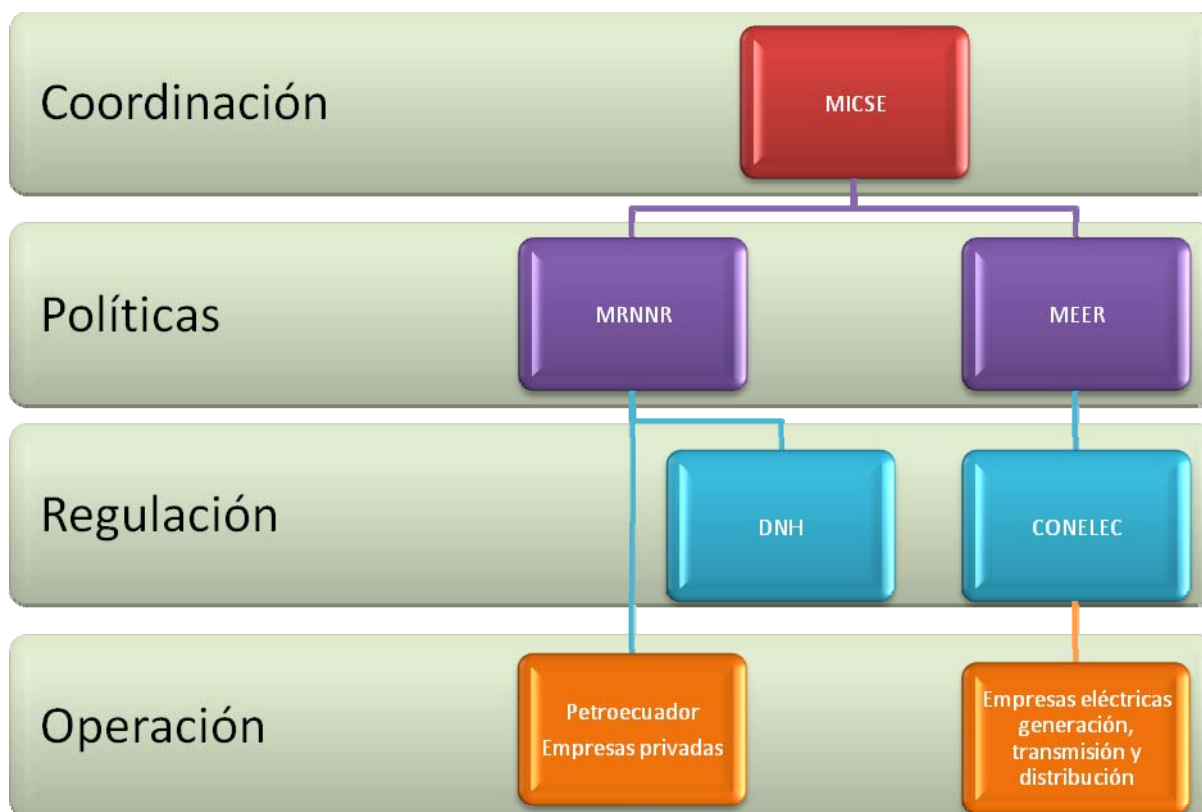 Coordinación
MICSE
Políticas
MRNNR
MEER
Regulación
DNH
CONELEC
Operación
Petroecuador
Empresas privadas
Empresas eléctricas
generación,
transmisión y
distribución